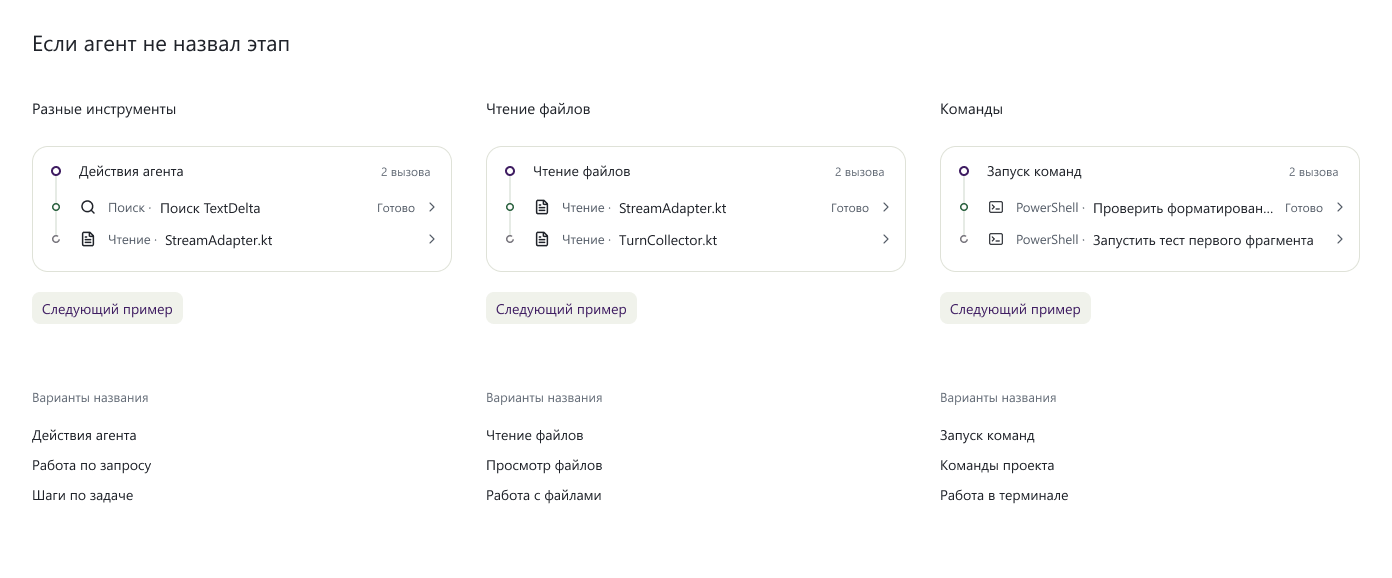 Если агент не назвал этап
Разные инструменты
Действия агента 2 вызова
Поиск · Поиск TextDelta Готово
Чтение · StreamAdapter.kt
Следующий пример
Варианты названия
Действия агента
Работа по запросу
Шаги по задаче
Чтение файлов
Чтение файлов 2 вызова
Чтение · StreamAdapter.kt Готово
Чтение · TurnCollector.kt
Следующий пример
Варианты названия
Чтение файлов
Просмотр файлов
Работа с файлами
Команды
Запуск команд 2 вызова
PowerShell · Проверить форматирован... Готово
PowerShell · Запустить тест первого фрагмента
Следующий пример
Варианты названия
Запуск команд
Команды проекта
Работа в терминале